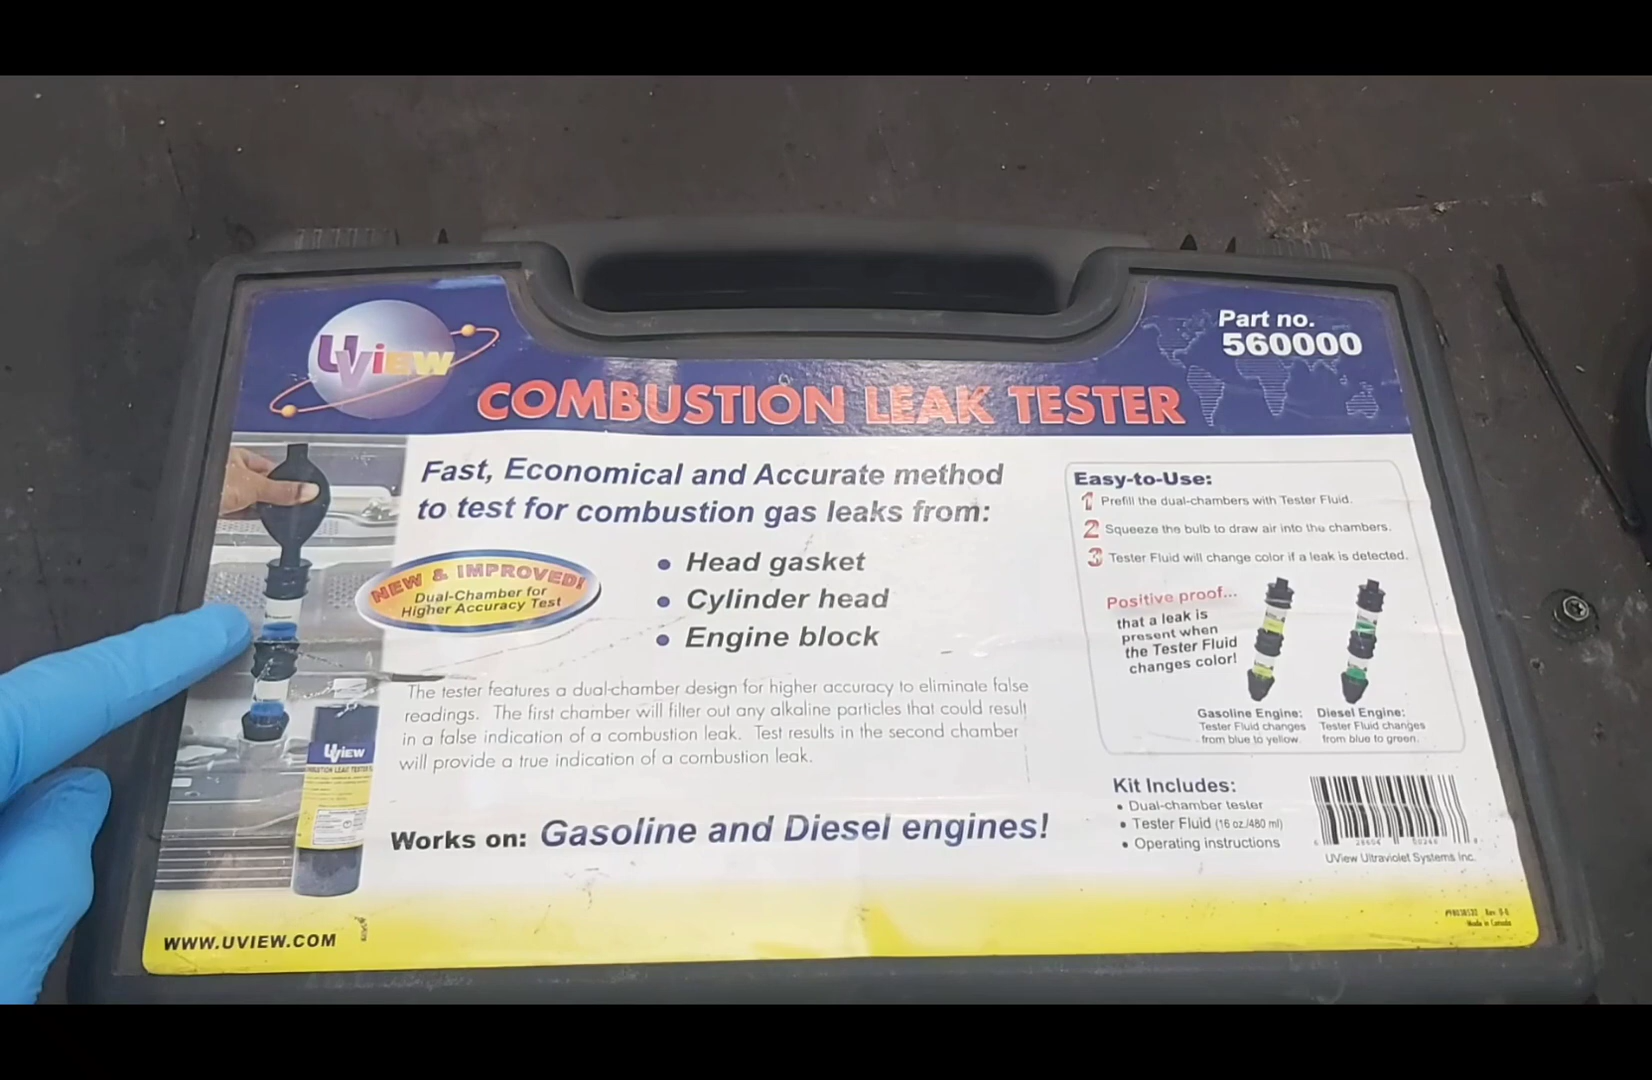 UView
Part no.
560000
COMBUSTION LEAK TESTER
Fast, Economical and Accurate method
to test for combustion gas leaks from:
NEW & IMPROVED!
Dual-Chamber for
Higher Accuracy Test
• Head gasket
• Cylinder head
• Engine block
The tester features a dual-chamber design for higher accuracy to eliminate false
readings. The first chamber will filter out any alkaline particles that could result
in a false indication of a combustion leak. Test results in the second chamber
will provide a true indication of a combustion leak.
Works on: Gasoline and Diesel engines!
UVIEW
WWW.UVIEW.COM
Easy-to-Use:
1 Prefill the dual-chambers with Tester Fluid.
2 Squeeze the bulb to draw air into the chambers.
3 Tester Fluid will change color if a leak is detected.
Positive proof...
that a leak is
present when
the Tester Fluid
changes color!
Gasoline Engine:
Tester Fluid changes
from blue to yellow.
Diesel Engine:
Tester Fluid changes
from blue to green.
Kit Includes:
• Dual-chamber tester
• Tester Fluid (16 oz./480 ml)
• Operating instructions
UView Ultraviolet Systems Inc.
Made in Canada